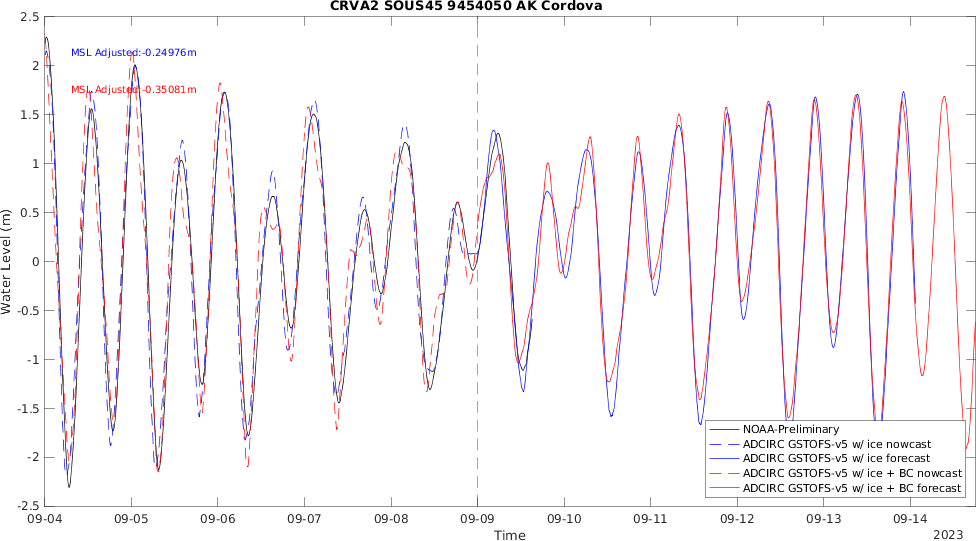 CRVA2 SOUS45 9454050 AK Cordova
2.5
2
1.5
1
0.5
0
-0.5
-1
-1.5
-2
-2.5
Water Level (m)
MSL Adjusted:-0.24976m
MSL Adjusted:-0.35081m
NOAA-Preliminary
ADCIRC GSTOFS-v5 w/ ice nowcast
ADCIRC GSTOFS-v5 w/ ice forecast
ADCIRC GSTOFS-v5 w/ ice + BC nowcast
ADCIRC GSTOFS-v5 w/ ice + BC forecast
09-04 09-05 09-06 09-07 09-08 09-09 09-10 09-11 09-12 09-13 09-14
Time
2023